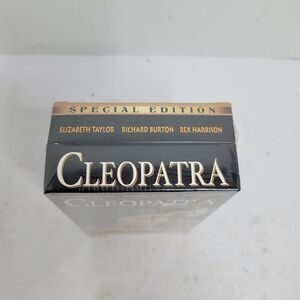 SPECIAL EDITION
ELIZABETH TAYLOR RICHARD BURTON REX HARRISON
CLEOPATRA
CLEOPATRA